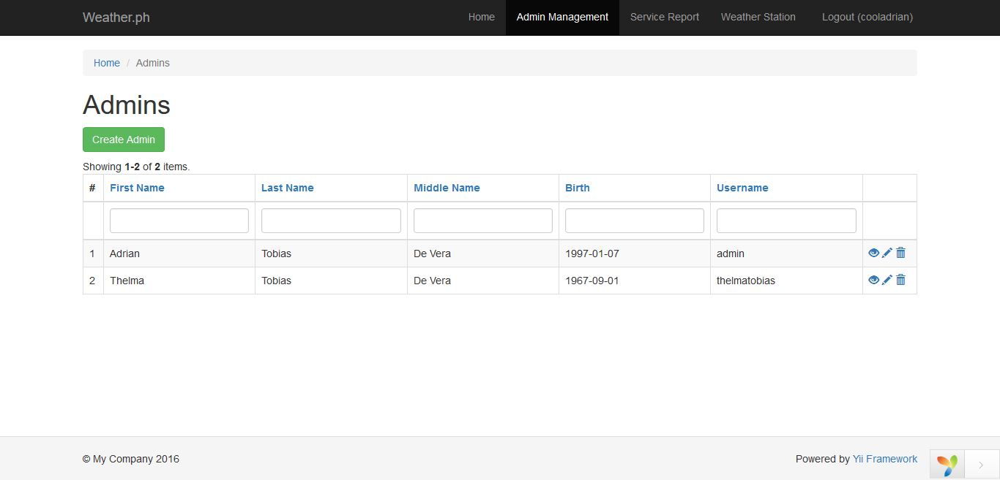 Weather.ph Home Admin Management Service Report Weather Station Logout (cooladrian)
Home / Admins
Admins
Create Admin
Showing 1-2 of 2 items.
# First Name Last Name Middle Name Birth Username
1 Adrian Tobias De Vera 1997-01-07 admin
2 Thelma Tobias De Vera 1967-09-01 thelmatobias
© My Company 2016 Powered by Yii Framework